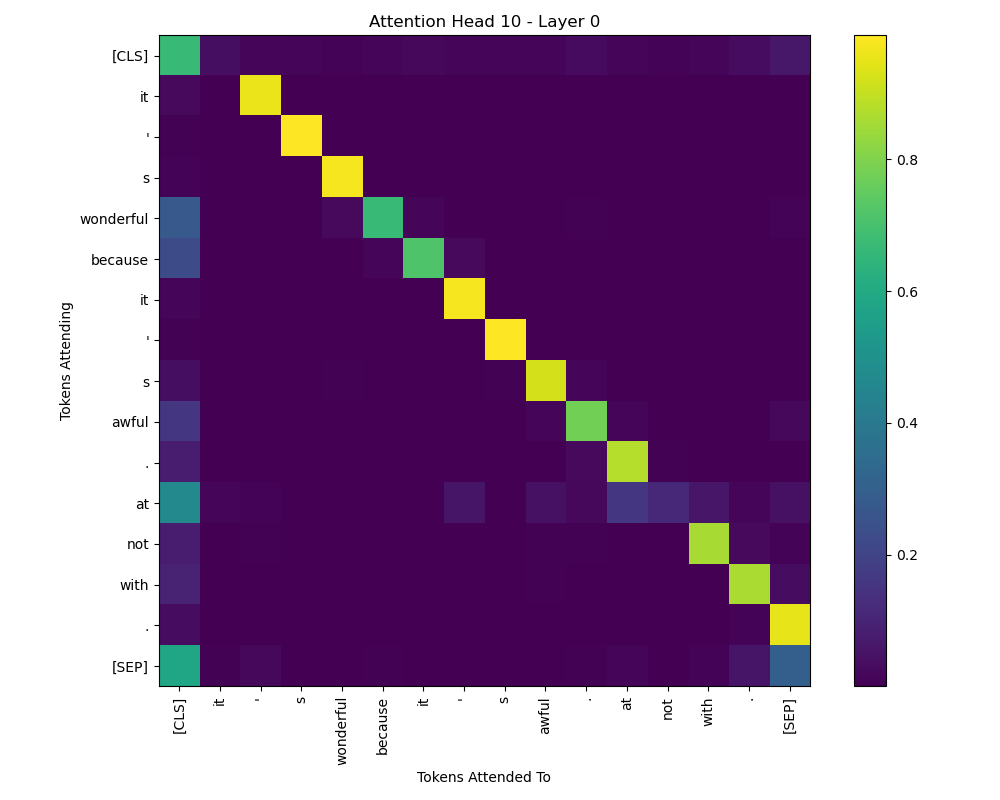 Attention Head 10 - Layer 0
[CLS]
it
'
s
wonderful
because
it
'
s
awful
.
at
not
with
.
[SEP]
Tokens Attending
[CLS]
it
'
s
wonderful
because
it
'
s
awful
.
at
not
with
.
[SEP]
Tokens Attended To
0.8
0.6
0.4
0.2